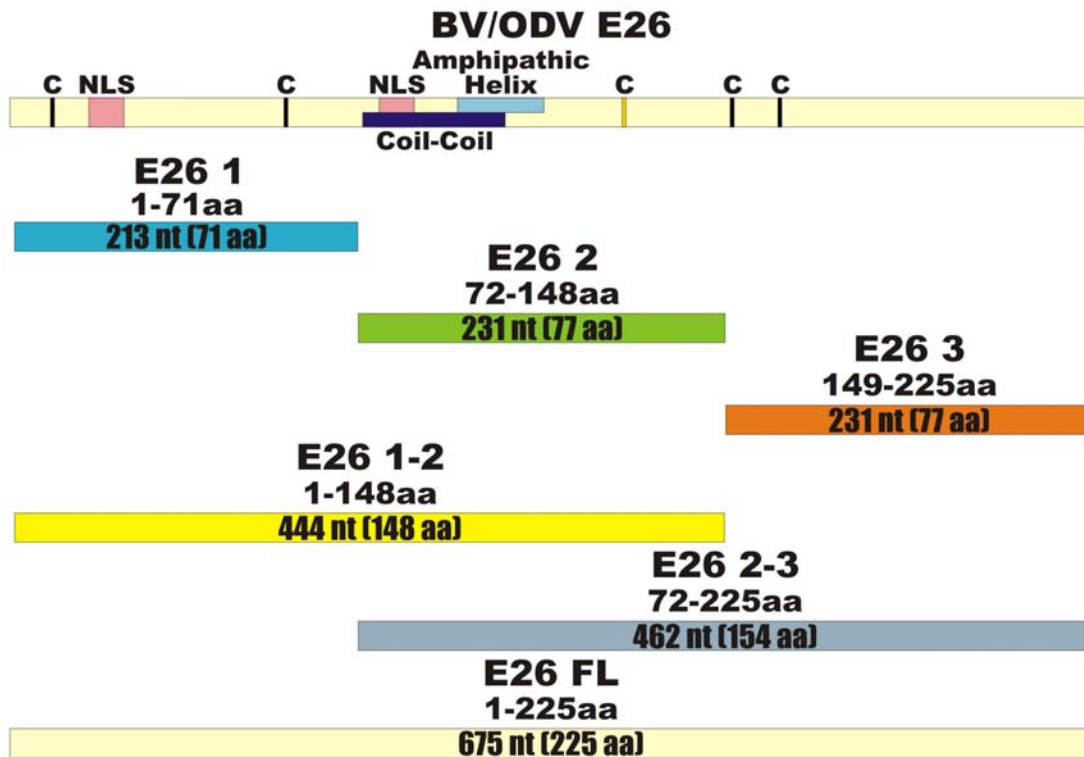 BV/ODV E26
Amphipathic
C NLS C NLS Helix C C C
Coil-Coil
E26 1
1-71aa
213 nt (71 aa)
E26 2
72-148aa
231 nt (77 aa)
E26 3
149-225aa
231 nt (77 aa)
E26 1-2
1-148aa
444 nt (148 aa)
E26 2-3
72-225aa
462 nt (154 aa)
E26 FL
1-225aa
675 nt (225 aa)